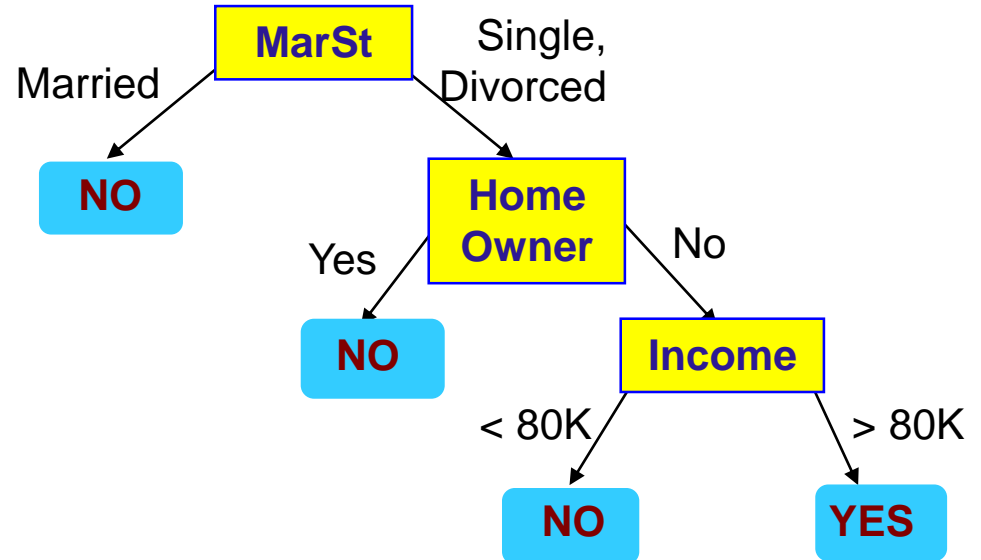 MarSt
Single,
Divorced
Married
NO
Home
Owner
Yes
No
NO
Income
< 80K
> 80K
NO
YES